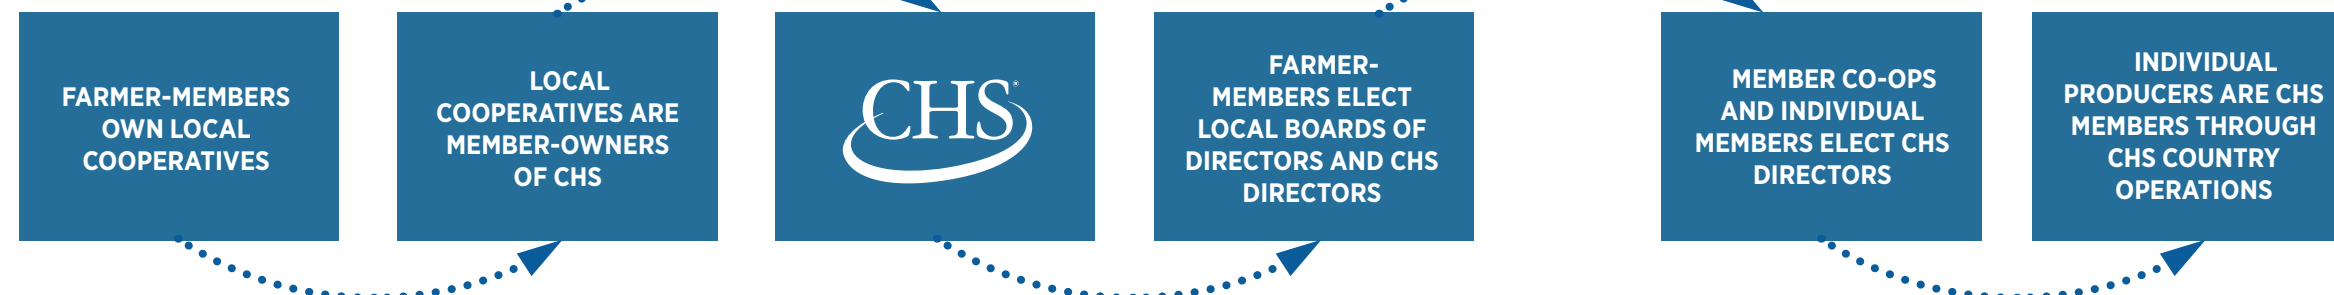 FARMER-MEMBERS
OWN LOCAL
COOPERATIVES
LOCAL
COOPERATIVES ARE
MEMBER-OWNERS
OF CHS
CHS®
FARMER-
MEMBERS ELECT
LOCAL BOARDS OF
DIRECTORS AND CHS
DIRECTORS
MEMBER CO-OPS
AND INDIVIDUAL
MEMBERS ELECT CHS
DIRECTORS
INDIVIDUAL
PRODUCERS ARE CHS
MEMBERS THROUGH
CHS COUNTRY
OPERATIONS